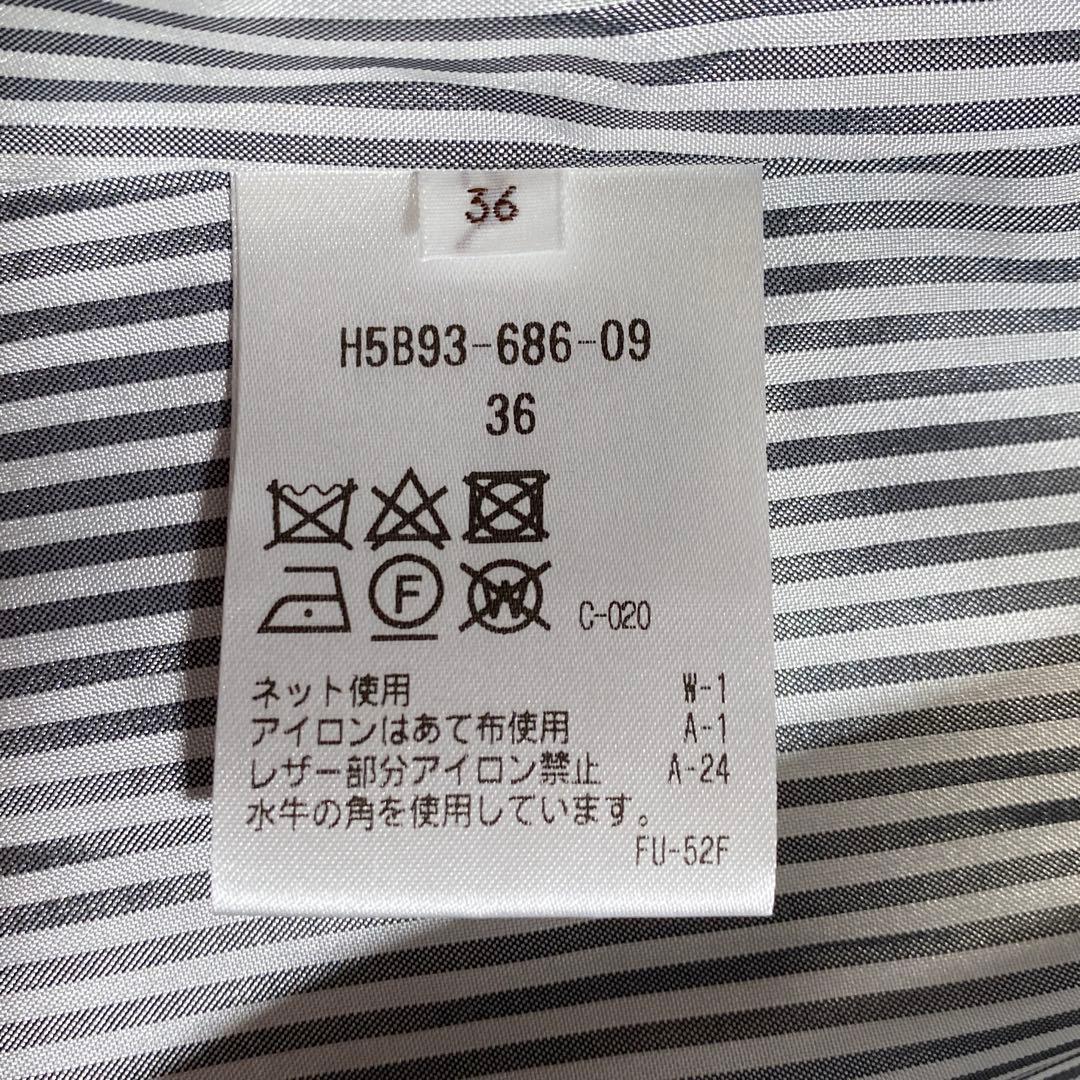 36
H5B93-686-09
36
F W C-020
ネット使用 W-1
アイロンはあて布使用 A-1
レザー部分アイロン禁止 A-24
水牛の角を使用しています。
FU-52F